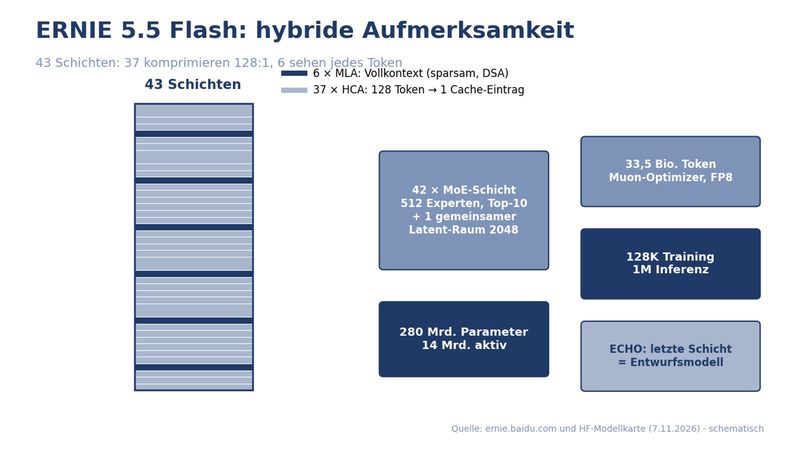 ERNIE 5.5 Flash: hybride Aufmerksamkeit
43 Schichten: 37 komprimieren 128:1, 6 sehen jedes Token
43 Schichten
6 × MLA: Vollkontext (sparsam, DSA)
37 × HCA: 128 Token → 1 Cache-Eintrag
42 × MoE-Schicht
512 Experten, Top-10
+ 1 gemeinsamer
Latent-Raum 2048
280 Mrd. Parameter
14 Mrd. aktiv
33,5 Bio. Token
Muon-Optimizer, FP8
128K Training
1M Inferenz
ECHO: letzte Schicht
= Entwurfsmodell
Quelle: ernie.baidu.com und HF-Modellkarte (7.11.2026) - schematisch